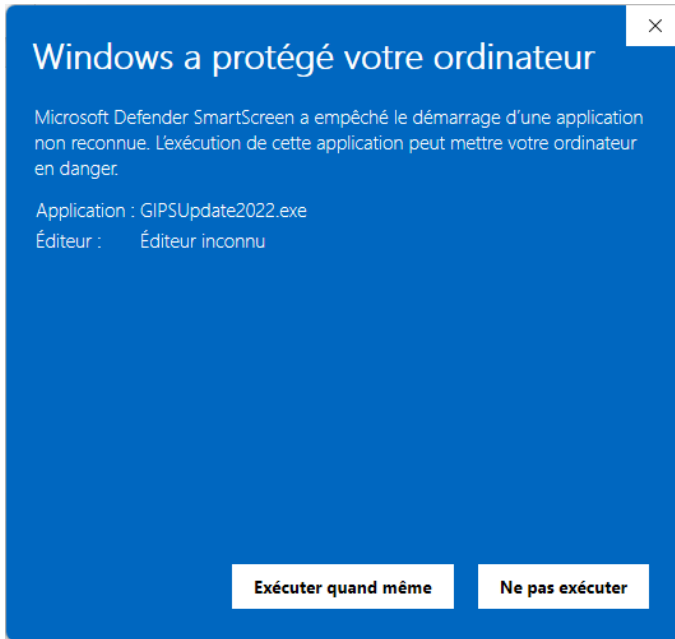 Windows a protégé votre ordinateur
Microsoft Defender SmartScreen a empêché le démarrage d'une application
non reconnue. L'exécution de cette application peut mettre votre ordinateur
en danger.
Application : GIPSUpdate2022.exe
Éditeur : Éditeur inconnu
Exécuter quand même Ne pas exécuter